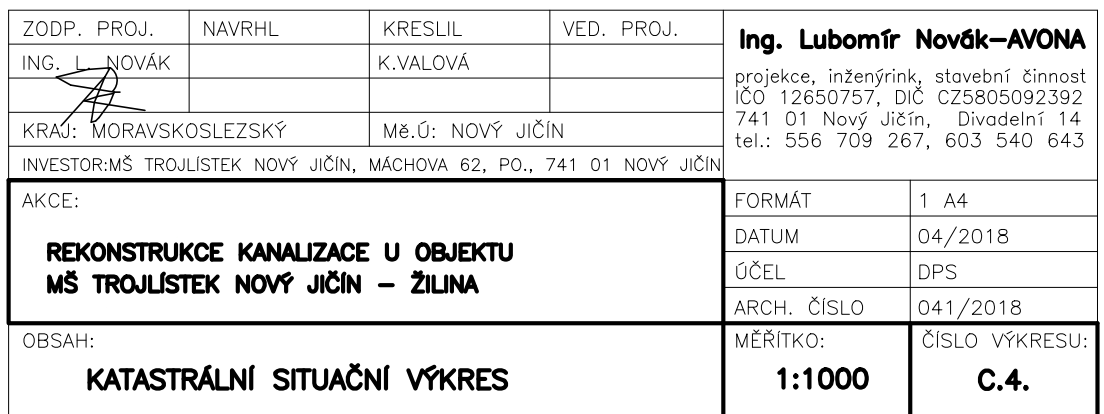 ZODP. PROJ. NAVRHL KRESLIL VED. PROJ.
ING. L. NOVÁK K.VALOVÁ
KRAJ: MORAVSKOSLEZSKÝ Mě.Ú: NOVÝ JIČÍN
INVESTOR:MŠ TROJLÍSTEK NOVÝ JIČÍN, MÁCHOVA 62, PO., 741 01 NOVÝ JIČÍN
Ing. Lubomír Novák–AVONA
projekce, inženýrink, stavební činnost
IČO 12650757, DIČ CZ5805092392
741 01 Nový Jičín, Divadelní 14
tel.: 556 709 267, 603 540 643
AKCE:
REKONSTRUKCE KANALIZACE U OBJEKTU
MŠ TROJLÍSTEK NOVÝ JIČÍN – ŽILINA
FORMÁT 1 A4
DATUM 04/2018
ÚČEL DPS
ARCH. ČÍSLO 041/2018
OBSAH:
KATASTRÁLNÍ SITUAČNÍ VÝKRES
MĚŘÍTKO:
1:1000
ČÍSLO VÝKRESU:
C.4.